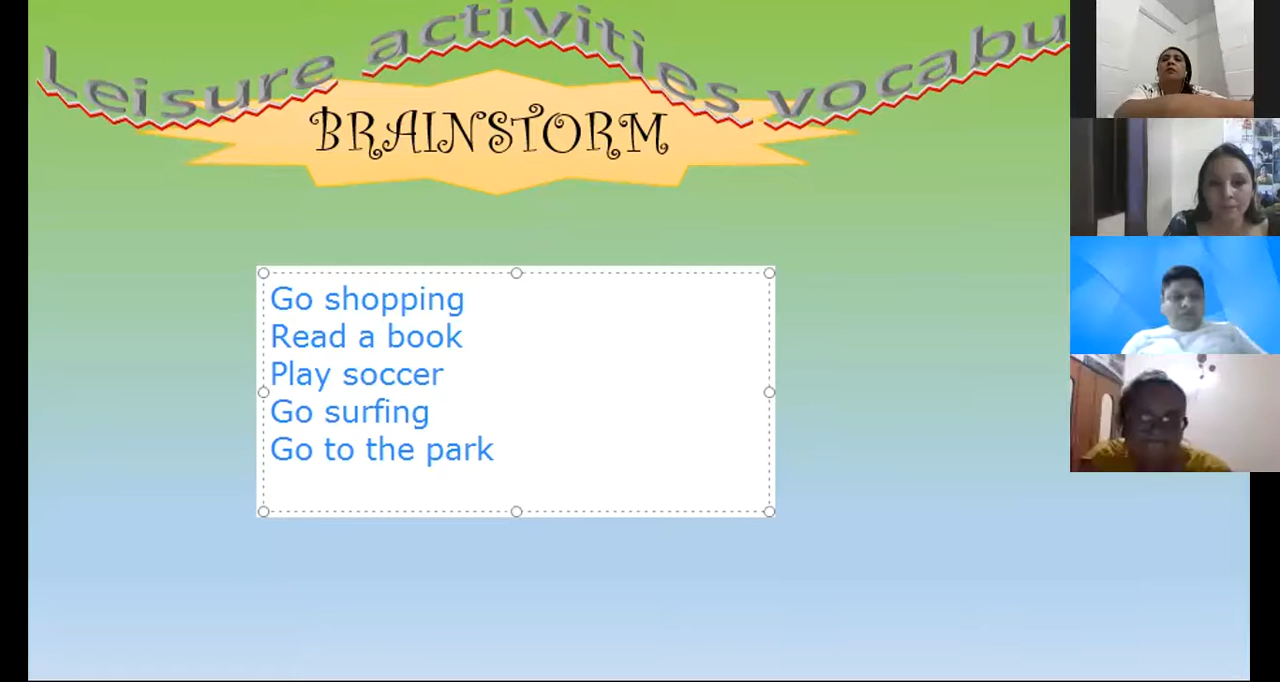 Leisure activities vocabu
BRAINSTORM
Go shopping
Read a book
Play soccer
Go surfing
Go to the park